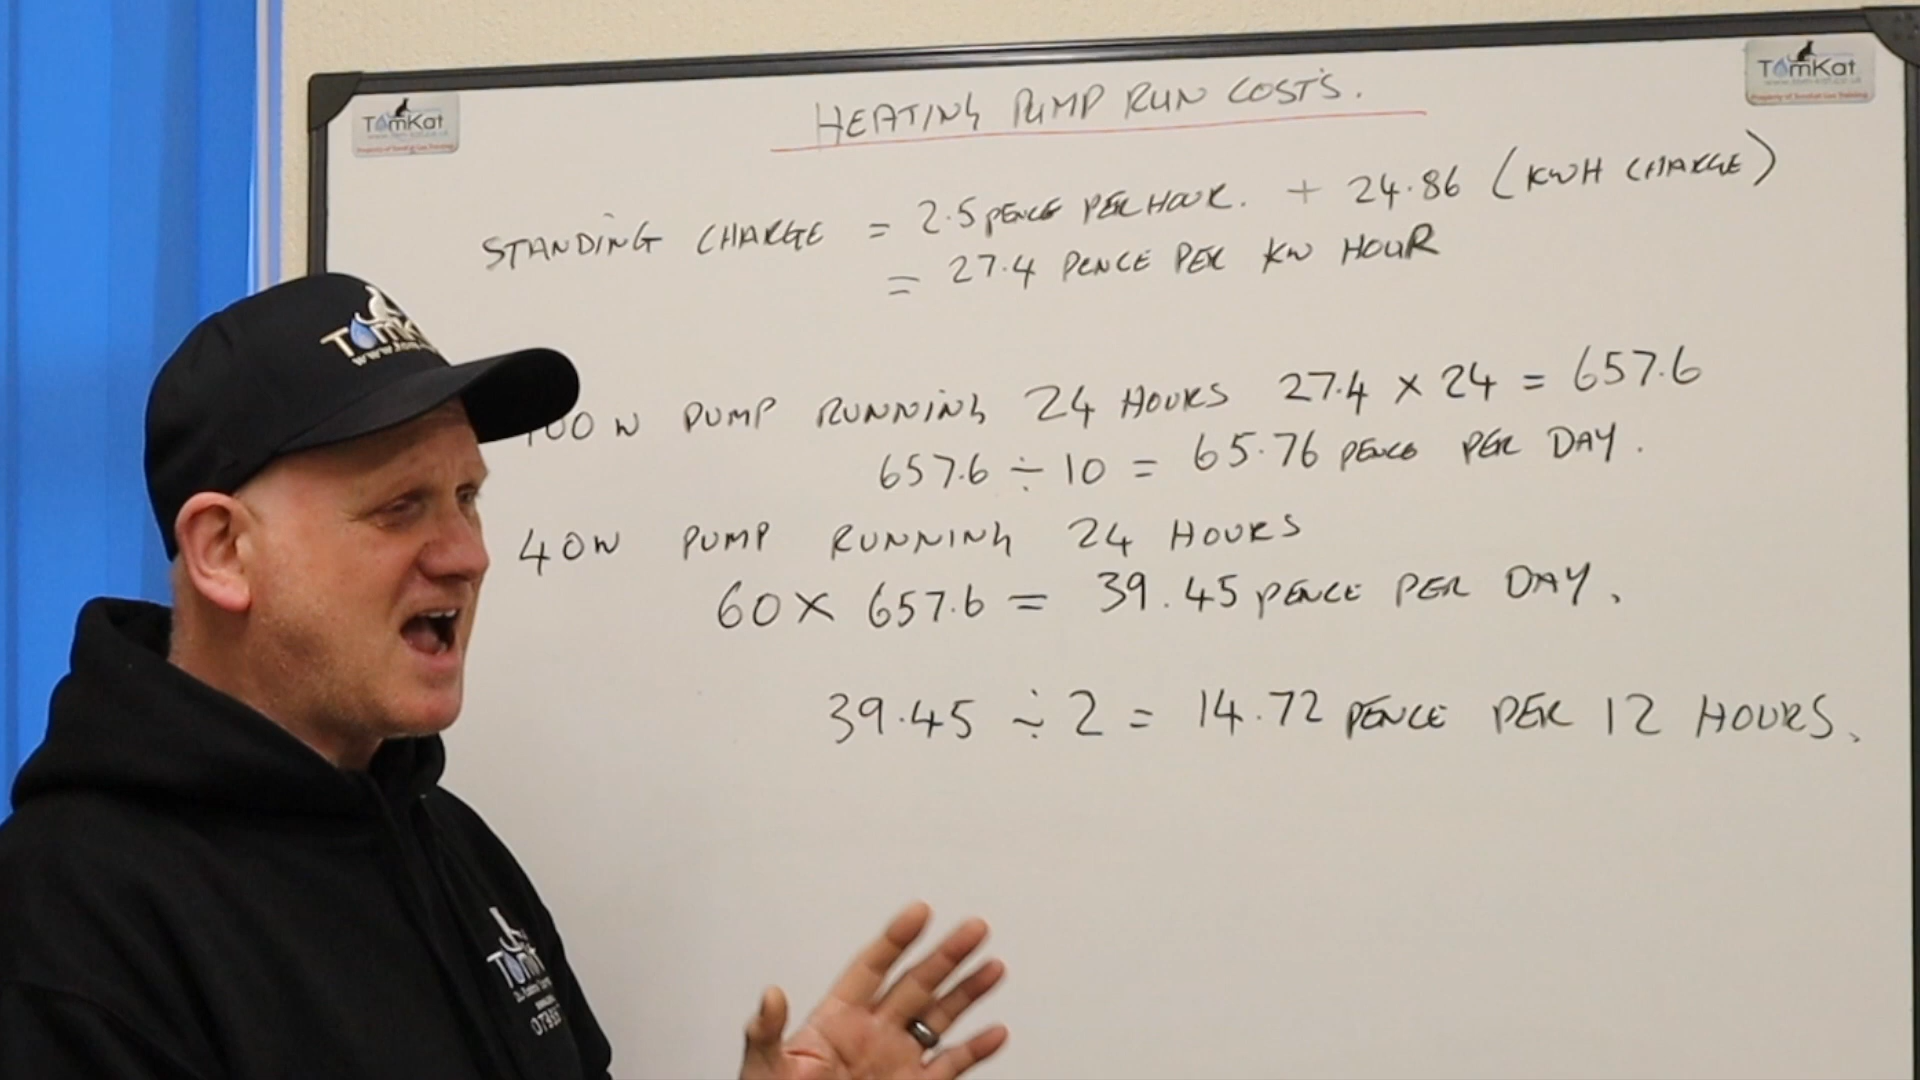 TomKat
TomKat
HEATING PUMP RUN COSTS.
STANDING CHARGE = 2.5 PENCE PER HOUR. + 24.86 (KWH CHARGE)
= 27.4 PENCE PER KW HOUR
100W PUMP RUNNING 24 HOURS 27.4 × 24 = 657.6
657.6 ÷ 10 = 65.76 PENCE PER DAY.
40W PUMP RUNNING 24 HOURS
60 × 657.6 = 39.45 PENCE PER DAY.
39.45 ÷ 2 = 14.72 PENCE PER 12 HOURS.